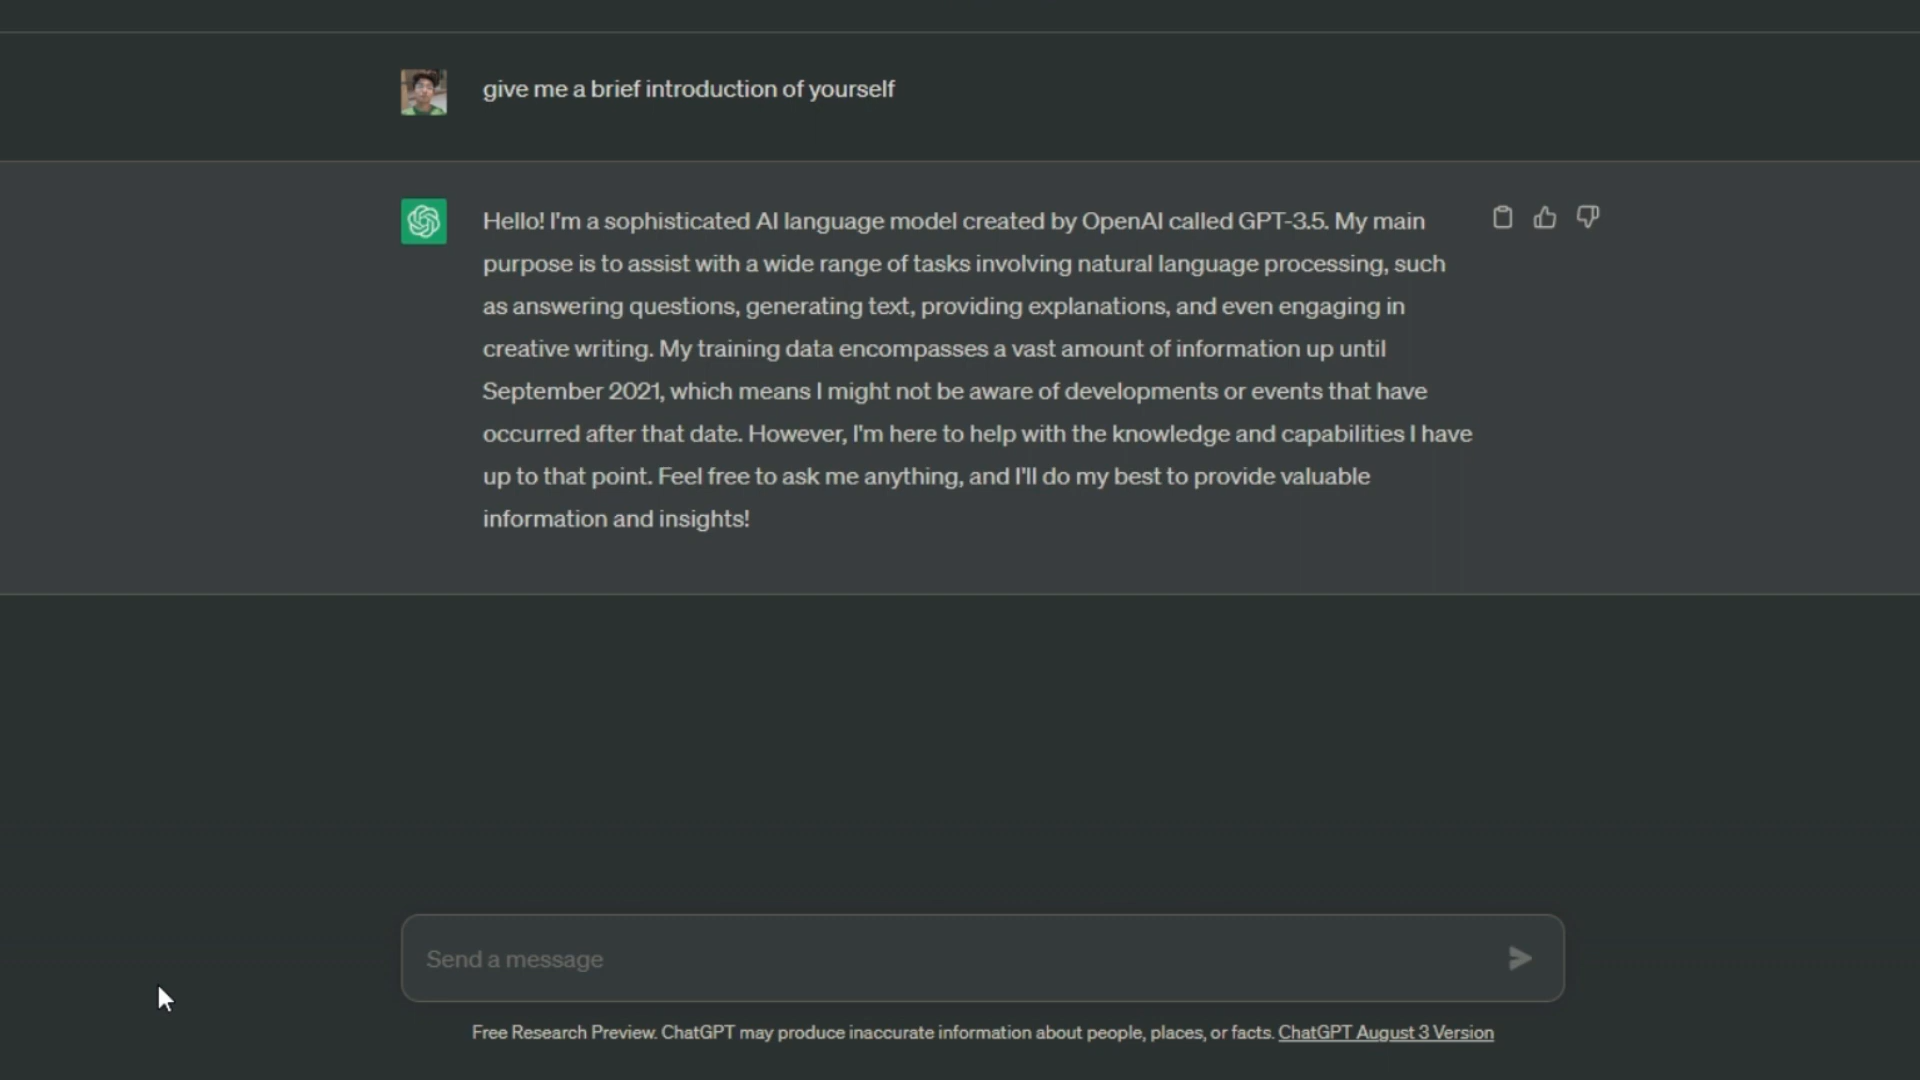 give me a brief introduction of yourself
Hello! I'm a sophisticated AI language model created by OpenAI called GPT-3.5. My main
purpose is to assist with a wide range of tasks involving natural language processing, such
as answering questions, generating text, providing explanations, and even engaging in
creative writing. My training data encompasses a vast amount of information up until
September 2021, which means I might not be aware of developments or events that have
occurred after that date. However, I'm here to help with the knowledge and capabilities I have
up to that point. Feel free to ask me anything, and I'll do my best to provide valuable
information and insights!
Send a message
Free Research Preview. ChatGPT may produce inaccurate information about people, places, or facts. ChatGPT August 3 Version